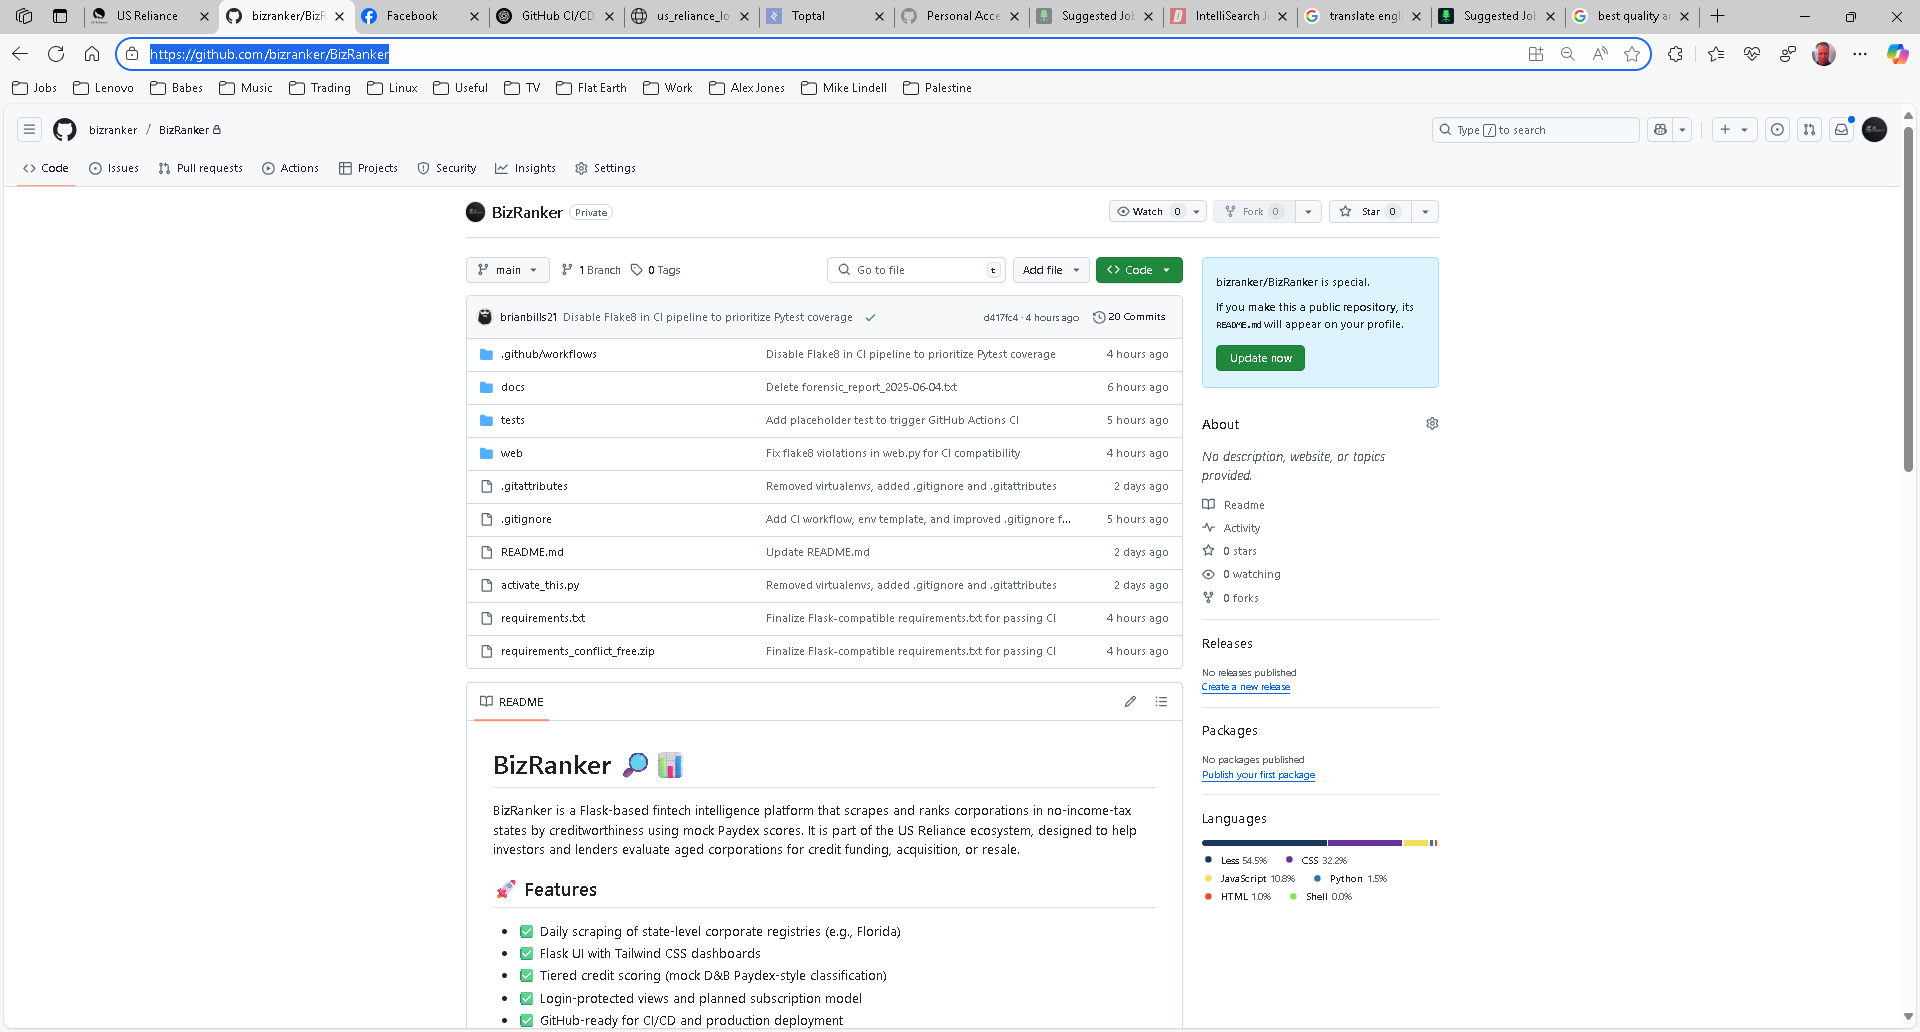 US Reliance
bizranker/BizR
Facebook
GitHub CI/CD
us_reliance_lo
Toptal
Personal Acce
Suggested Jo
IntelliSearch J
translate engl
Suggested Jo
best quality a
https://github.com/bizranker/BizRanker
Jobs
Lenovo
Babes
Music
Trading
Linux
Useful
TV
Flat Earth
Work
Alex Jones
Mike Lindell
Palestine
bizranker / BizRanker
Type / to search
Code
Issues
Pull requests
Actions
Projects
Security
Insights
Settings
BizRanker Private
Watch 0
Fork 0
Star 0
main
1 Branch
0 Tags
Go to file t
Add file
Code
brianbills21 Disable Flake8 in CI pipeline to prioritize Pytest coverage
d417fc4 · 4 hours ago
20 Commits
.github/workflows Disable Flake8 in CI pipeline to prioritize Pytest coverage 4 hours ago
docs Delete forensic_report_2025-06-04.txt 6 hours ago
tests Add placeholder test to trigger GitHub Actions CI 5 hours ago
web Fix flake8 violations in web.py for CI compatibility 4 hours ago
.gitattributes Removed virtualenvs, added .gitignore and .gitattributes 2 days ago
.gitignore Add CI workflow, env template, and improved .gitignore f... 5 hours ago
README.md Update README.md 2 days ago
activate_this.py Removed virtualenvs, added .gitignore and .gitattributes 2 days ago
requirements.txt Finalize Flask-compatible requirements.txt for passing CI 4 hours ago
requirements_conflict_free.zip Finalize Flask-compatible requirements.txt for passing CI 4 hours ago
README
BizRanker
BizRanker is a Flask-based fintech intelligence platform that scrapes and ranks corporations in no-income-tax
states by creditworthiness using mock Paydex scores. It is part of the US Reliance ecosystem, designed to help
investors and lenders evaluate aged corporations for credit funding, acquisition, or resale.
Features
Daily scraping of state-level corporate registries (e.g., Florida)
Flask UI with Tailwind CSS dashboards
Tiered credit scoring (mock D&B Paydex-style classification)
Login-protected views and planned subscription model
GitHub-ready for CI/CD and production deployment
bizranker/BizRanker is special.
If you make this a public repository, its
README.md will appear on your profile.
Update now
About
No description, website, or topics
provided.
Readme
Activity
0 stars
0 watching
0 forks
Releases
No releases published
Create a new release
Packages
No packages published
Publish your first package
Languages
Less 54.5%
CSS 32.2%
JavaScript 10.8%
Python 1.5%
HTML 1.0%
Shell 0.0%